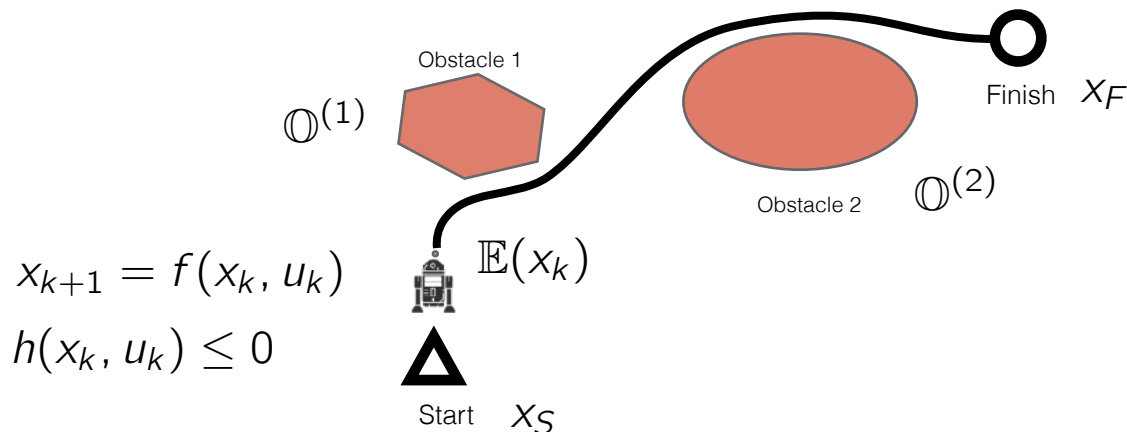 Obstacle 1
𝕆^{(1)}
Finish x_F
Obstacle 2 𝕆^{(2)}
𝔼(x_k)
x_{k+1} = f(x_k, u_k)
h(x_k, u_k) ≤ 0
Start x_S